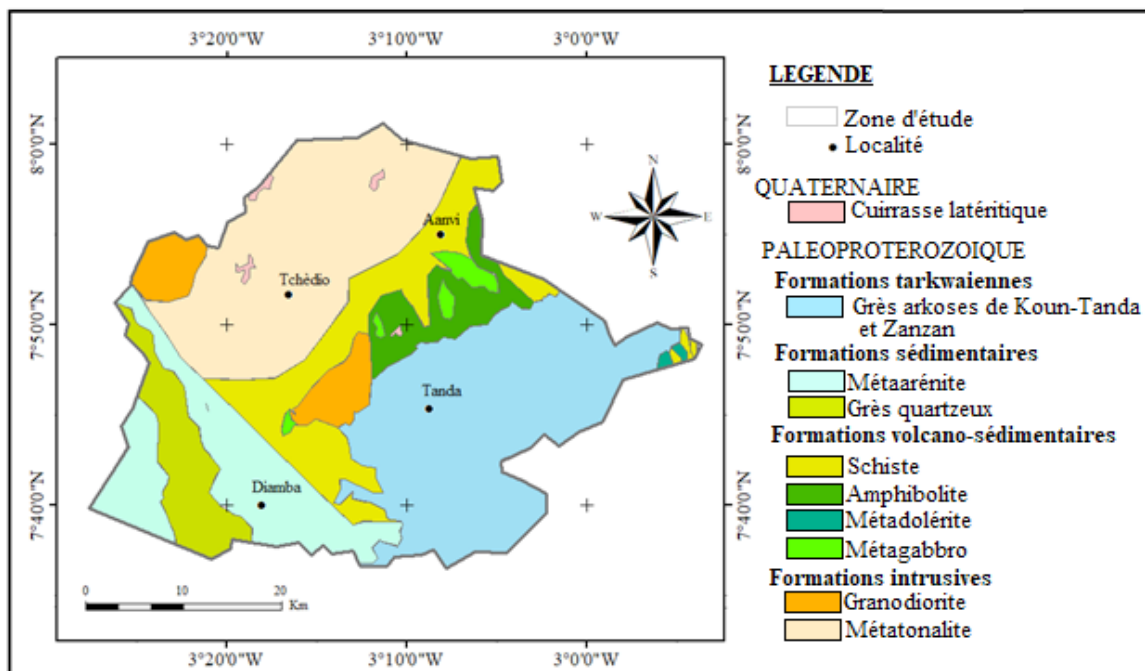 3°20'0"W 3°10'0"W 3°0'0"W
8°0'0"N
7°50'0"N
7°40'0"N
8°0'0"N
7°50'0"N
7°40'0"N
N
W E
S
Aanvi
Tchèdio
Tanda
Diamba
0 10 20
Km
3°20'0"W 3°10'0"W 3°0'0"W
LEGENDE
Zone d'étude
Localité
QUATERNAIRE
Cuirrasse latéritique
PALEOPROTEROZOIQUE
Formations tarkwaiennes
Grès arkoses de Koun-Tanda
et Zanzan
Formations sédimentaires
Métaarénite
Grès quartzeux
Formations volcano-sédimentaires
Schiste
Amphibolite
Métadolérite
Métagabbro
Formations intrusives
Granodiorite
Métatonalite